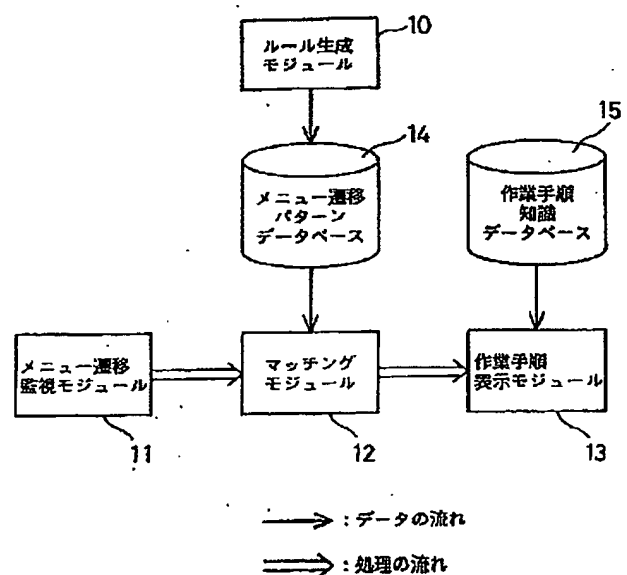 10
ルール生成
モジュール
14
メニュー遷移
パターン
データベース
15
作業手順
知識
データベース
メニュー遷移
監視モジュール
マッチング
モジュール
作業手順
表示モジュール
11
12
13
：データの流れ
：処理の流れ